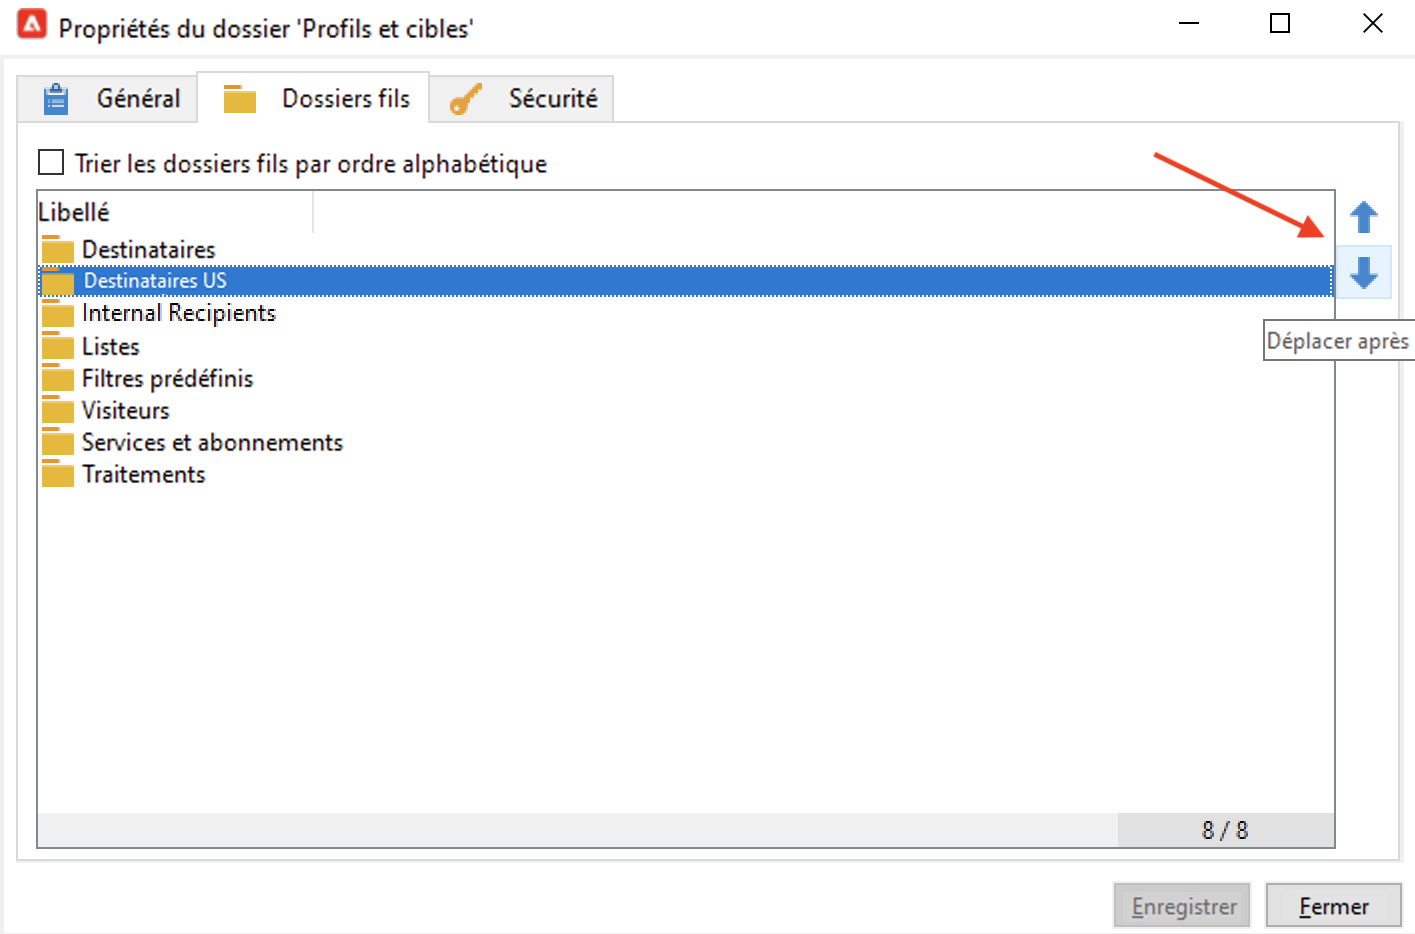 Propriétés du dossier 'Profils et cibles'
Général
Dossiers fils
Sécurité
Trier les dossiers fils par ordre alphabétique
Libellé
Destinataires
Destinataires US
Internal Recipients
Listes
Filtres prédéfinis
Visiteurs
Services et abonnements
Traitements
Déplacer après
8 / 8
Enregistrer
Fermer